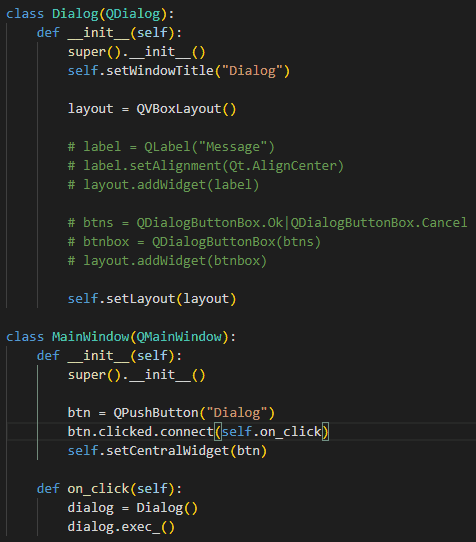 class Dialog(QDialog):
    def __init__(self):
        super().__init__()
        self.setWindowTitle("Dialog")

        layout = QVBoxLayout()

        # label = QLabel("Message")
        # label.setAlignment(Qt.AlignCenter)
        # layout.addWidget(label)

        # btns = QDialogButtonBox.Ok|QDialogButtonBox.Cancel
        # btnbox = QDialogButtonBox(btns)
        # layout.addWidget(btnbox)

        self.setLayout(layout)

class MainWindow(QMainWindow):
    def __init__(self):
        super().__init__()

        btn = QPushButton("Dialog")
        btn.clicked.connect(self.on_click)
        self.setCentralWidget(btn)

    def on_click(self):
        dialog = Dialog()
        dialog.exec_()